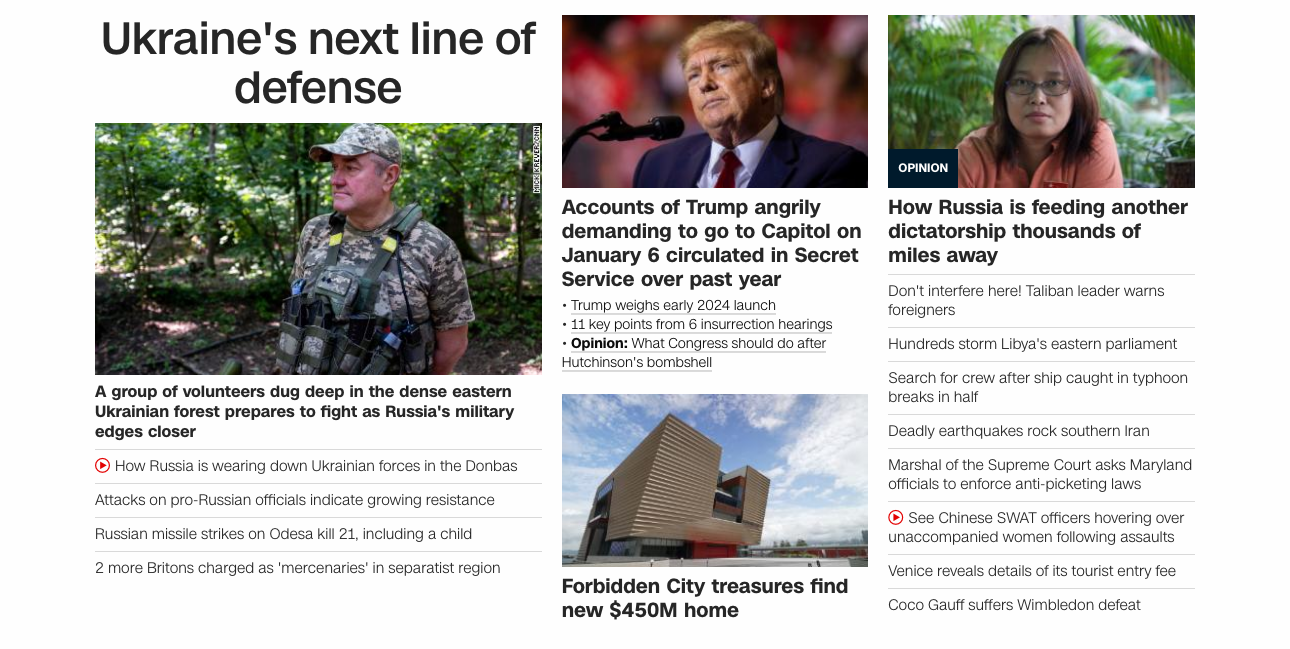 Ukraine's next line of
defense
MICK KREVER/CNN
A group of volunteers dug deep in the dense eastern
Ukrainian forest prepares to fight as Russia's military
edges closer
How Russia is wearing down Ukrainian forces in the Donbas
Attacks on pro-Russian officials indicate growing resistance
Russian missile strikes on Odesa kill 21, including a child
2 more Britons charged as 'mercenaries' in separatist region
Accounts of Trump angrily
demanding to go to Capitol on
January 6 circulated in Secret
Service over past year
• Trump weighs early 2024 launch
• 11 key points from 6 insurrection hearings
• Opinion: What Congress should do after
Hutchinson's bombshell
Forbidden City treasures find
new $450M home
OPINION
How Russia is feeding another
dictatorship thousands of
miles away
Don't interfere here! Taliban leader warns
foreigners
Hundreds storm Libya's eastern parliament
Search for crew after ship caught in typhoon
breaks in half
Deadly earthquakes rock southern Iran
Marshal of the Supreme Court asks Maryland
officials to enforce anti-picketing laws
See Chinese SWAT officers hovering over
unaccompanied women following assaults
Venice reveals details of its tourist entry fee
Coco Gauff suffers Wimbledon defeat